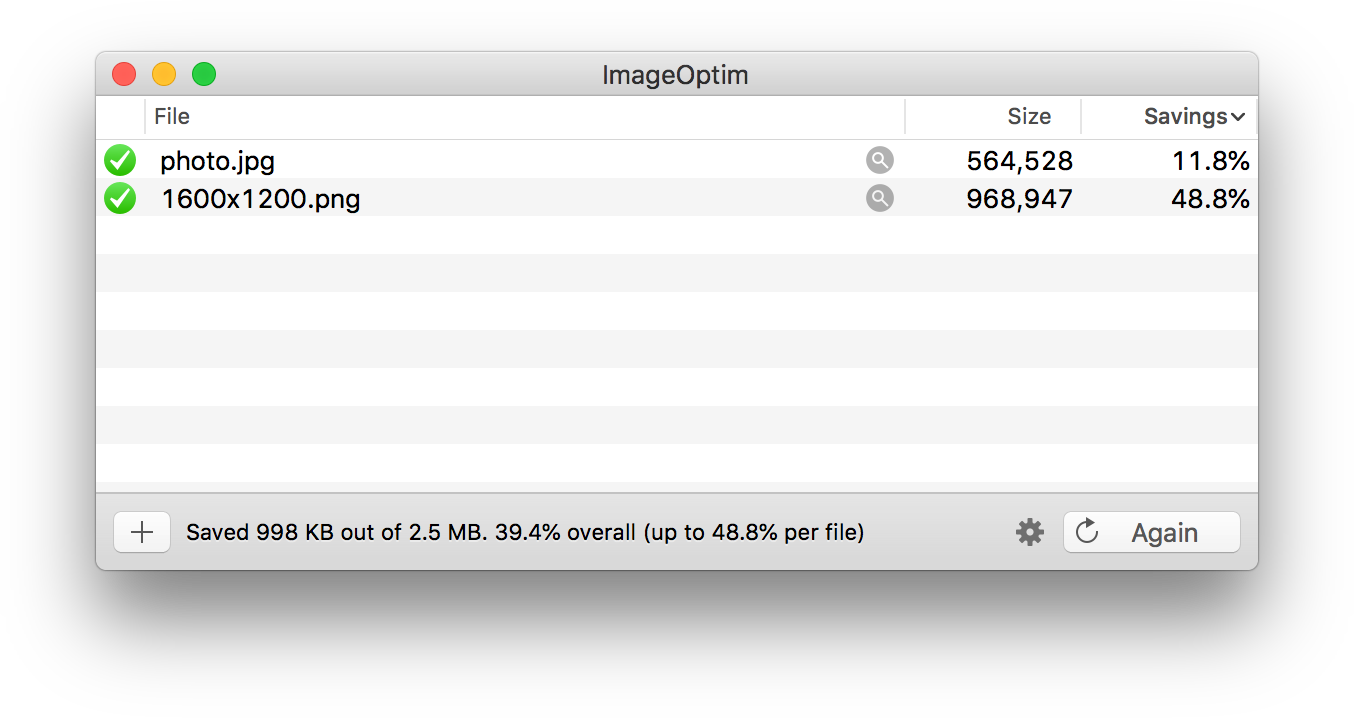 ImageOptim
File Size Savings
photo.jpg 564,528 11.8%
1600x1200.png 968,947 48.8%
Saved 998 KB out of 2.5 MB. 39.4% overall (up to 48.8% per file) Again